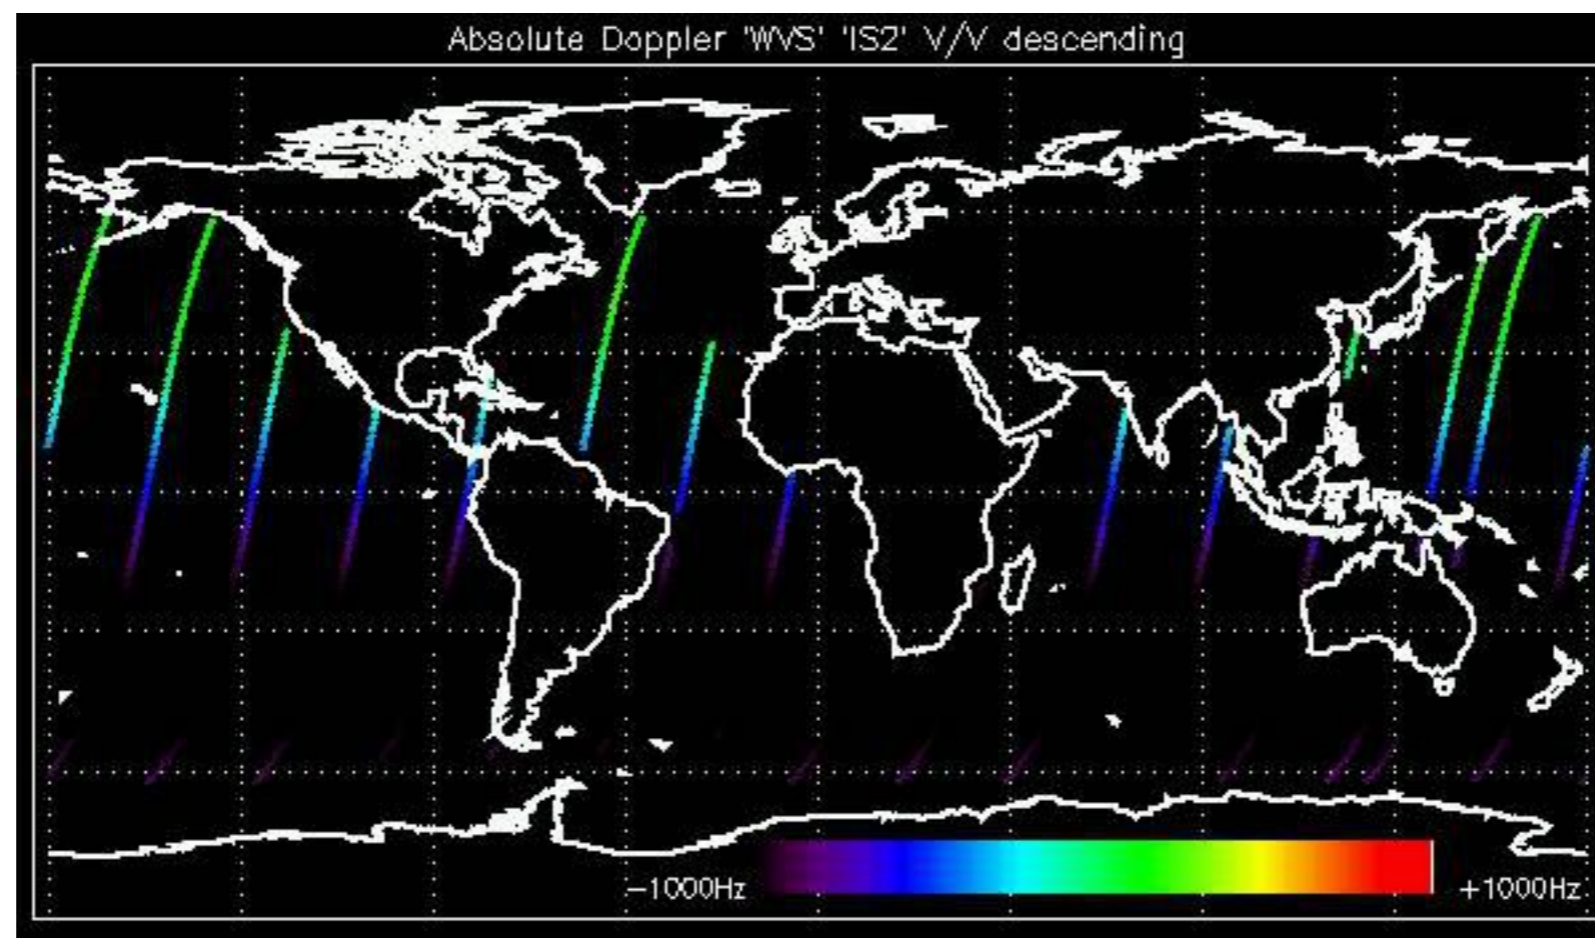 Absolute Doppler 'WVS' 'IS2' V/V descending
−1000Hz +1000Hz